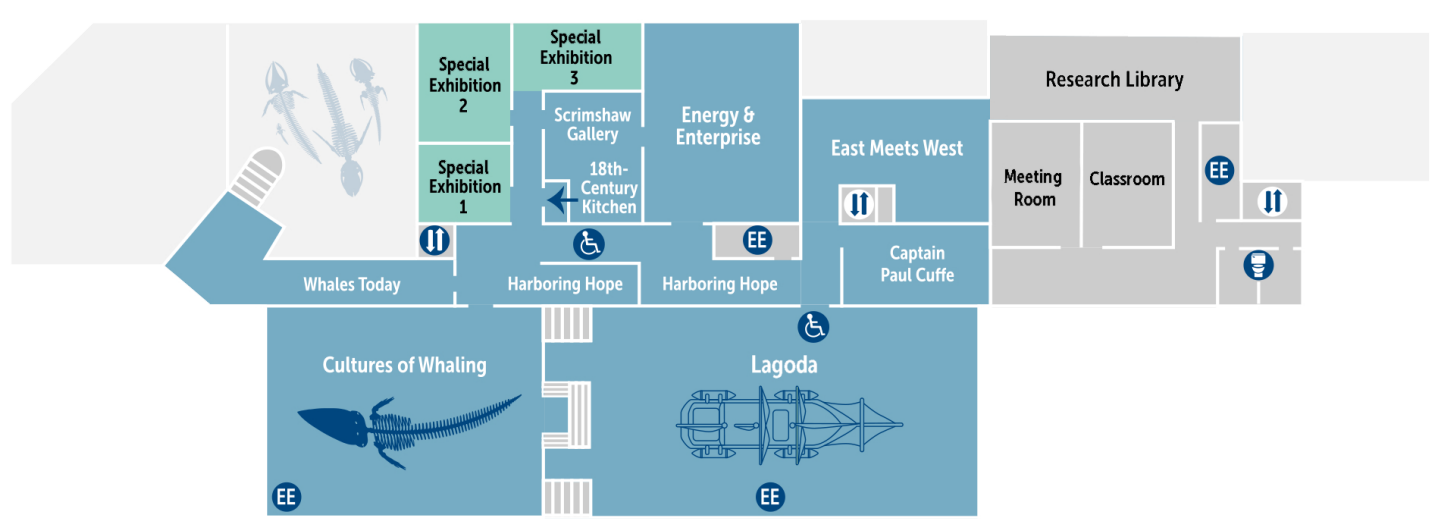 Special
Exhibition
2
Special
Exhibition
3
Scrimshaw
Gallery
Energy &
Enterprise
Research Library
East Meets West
Special
Exhibition
1
18th-
Century
Kitchen
Meeting
Room
Classroom
EE
EE
Captain
Paul Cuffe
Whales Today
Harboring Hope
Harboring Hope
Cultures of Whaling
Lagoda
EE
EE